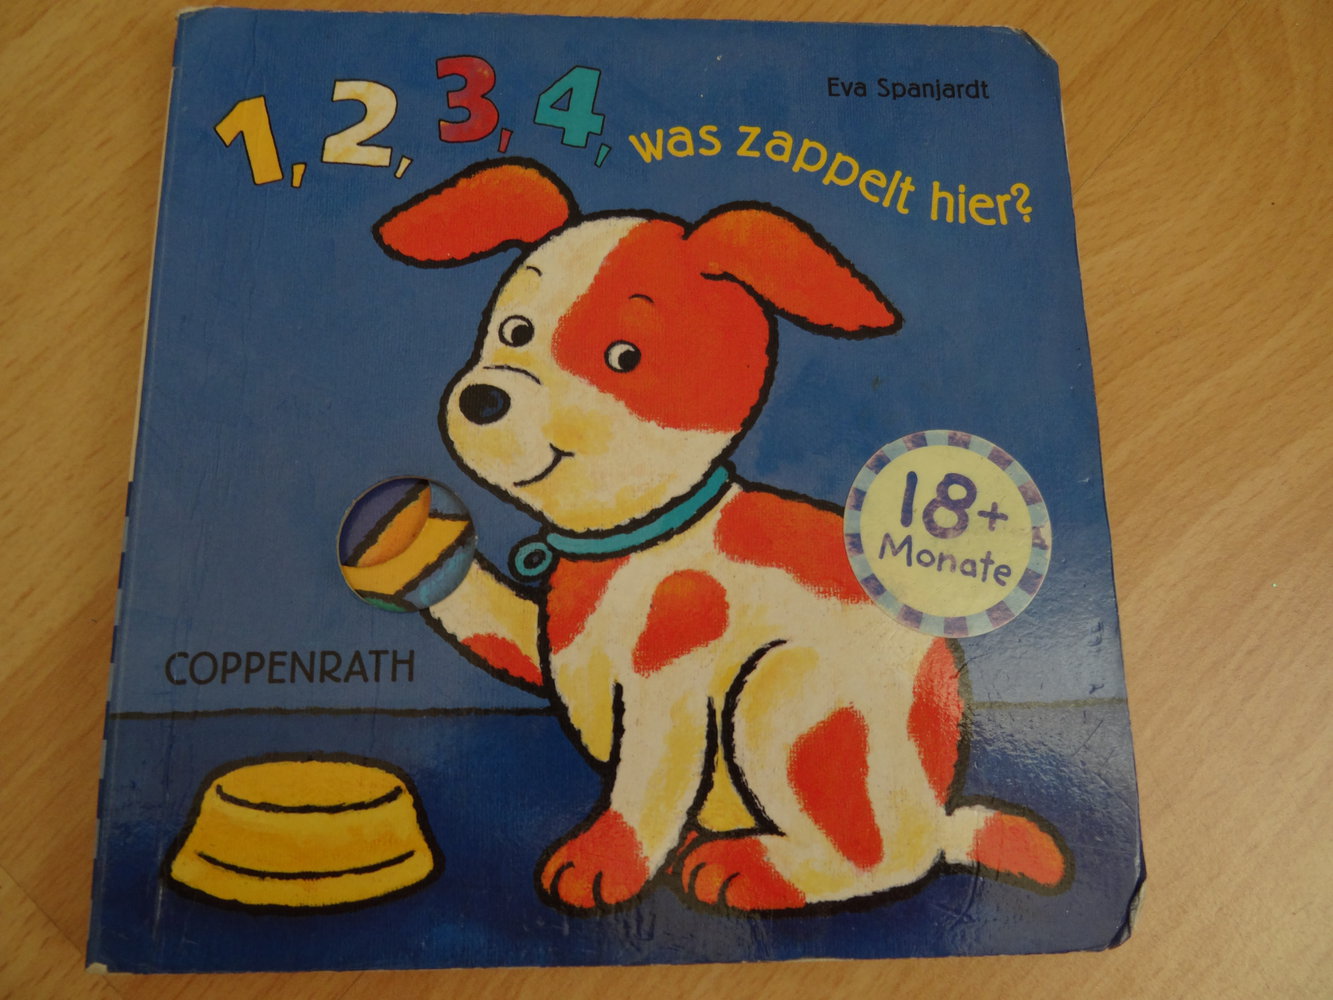 Eva Spanjardt
1, 2, 3, 4, was zappelt hier?
18+
Monate
COPPENRATH